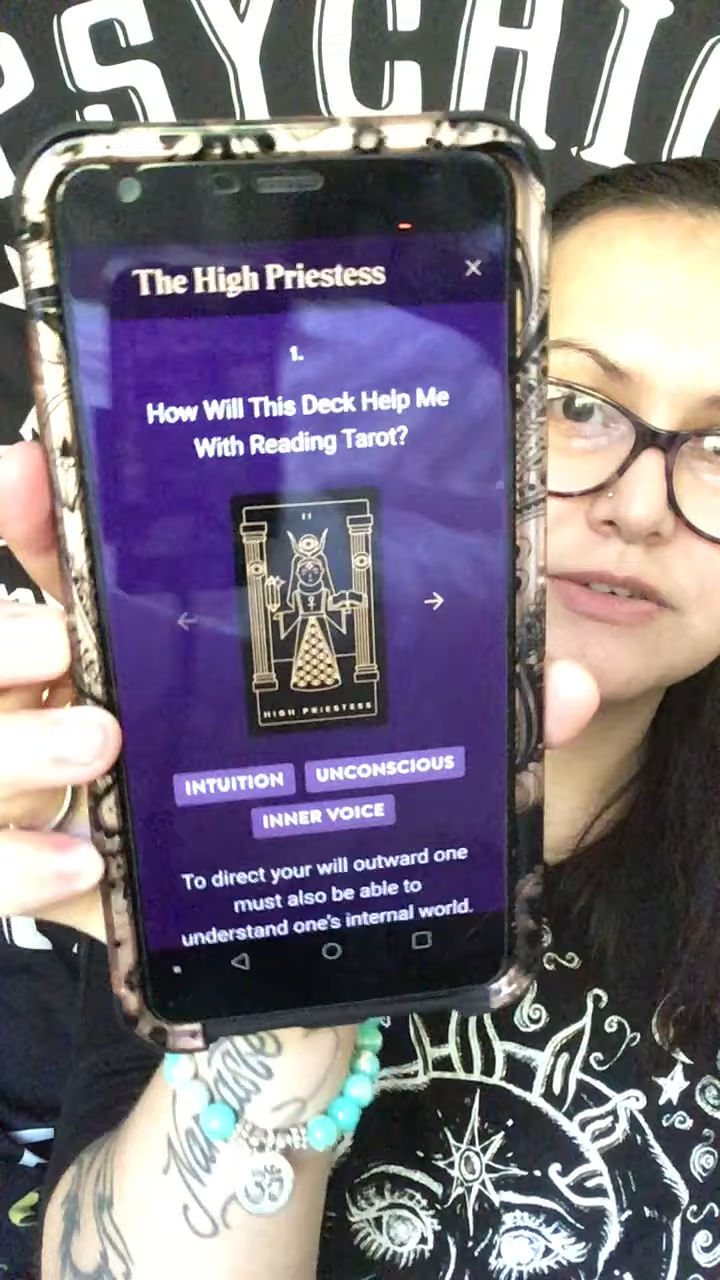 PSYCHIC
The High Priestess
×
1.
How Will This Deck Help Me
With Reading Tarot?
← →
II
HIGH PRIESTESS
INTUITION UNCONSCIOUS
INNER VOICE
To direct your will outward one
must also be able to
understand one's internal world.
Namaste
ॐ